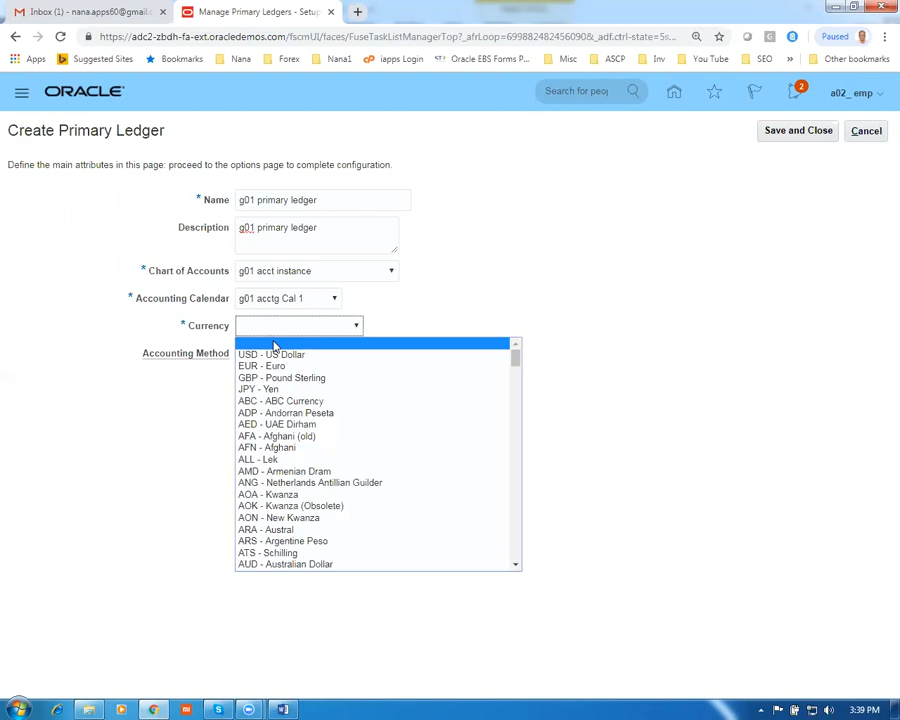 Inbox (1) - nana.apps60@gmail.c
Manage Primary Ledgers - Setup
https://adc2-zbdh-fa-ext.oracledemos.com/fscmUI/faces/FuseTaskListManagerTop?_afrLoop=6998824824560908&_adf.ctrl-state=5s...
Paused
Apps
Suggested Sites
Bookmarks
Nana
Forex
Nana1
iapps Login
Oracle EBS Forms P...
Misc
ASCP
Inv
You Tube
SEO
»
Other bookmarks
ORACLE
Search for peop
2
a02_ emp
Create Primary Ledger
Save and Close
Cancel
Define the main attributes in this page: proceed to the options page to complete configuration.
* Name g01 primary ledger
Description g01 primary ledger
* Chart of Accounts g01 acct instance
* Accounting Calendar g01 acctg Cal 1
* Currency
Accounting Method
USD - US Dollar
EUR - Euro
GBP - Pound Sterling
JPY - Yen
ABC - ABC Currency
ADP - Andorran Peseta
AED - UAE Dirham
AFA - Afghani (old)
AFN - Afghani
ALL - Lek
AMD - Armenian Dram
ANG - Netherlands Antillian Guilder
AOA - Kwanza
AOK - Kwanza (Obsolete)
AON - New Kwanza
ARA - Austral
ARS - Argentine Peso
ATS - Schilling
AUD - Australian Dollar
3:39 PM